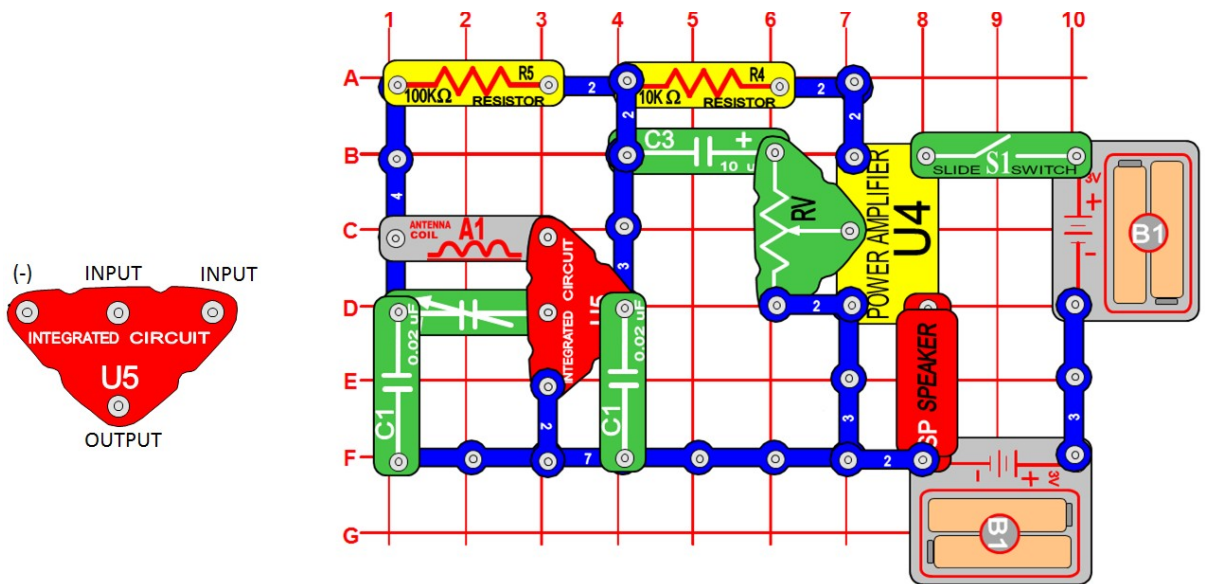 1 2 3 4 5 6 7 8 9 10
A
R5
100KΩ
RESISTOR
2
R4
10KΩ
RESISTOR
2
2
2
B
C3
+
10 u
SLIDE S1 SWITCH
4
3V
+
-
B1
C
ANTENNA
COIL
A1
RV
POWER AMPLIFIER
U4
(-) INPUT INPUT
INTEGRATED CIRCUIT
U5
OUTPUT
3
D
0.02 uF
C1
INTEGRATED CIRCUIT
U5
0.02 uF
C1
2
E
SP SPEAKER
2
3
3
F
7
2
-
+
3V
B1
G